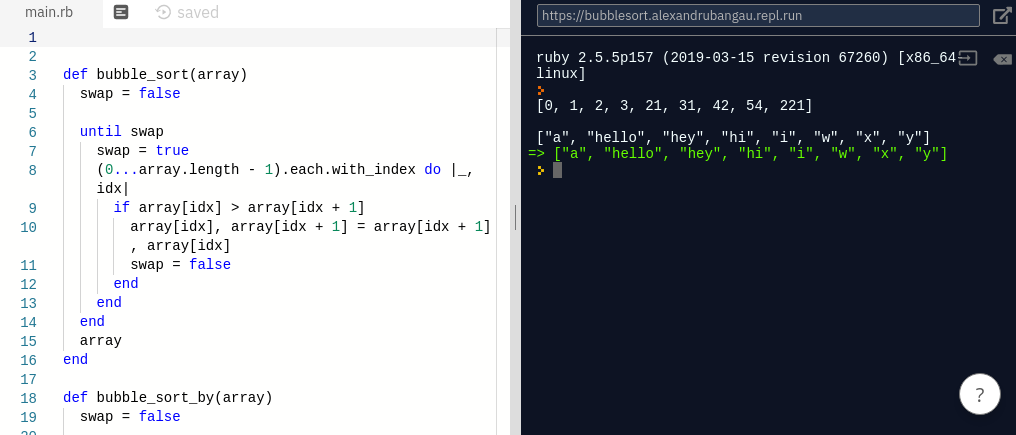 main.rb
saved
1
2
3 def bubble_sort(array)
4 swap = false
5
6 until swap
7 swap = true
8 (0...array.length - 1).each.with_index do |_,
idx|
9 if array[idx] > array[idx + 1]
10 array[idx], array[idx + 1] = array[idx + 1]
, array[idx]
11 swap = false
12 end
13 end
14 end
15 array
16 end
17
18 def bubble_sort_by(array)
19 swap = false
https://bubblesort.alexandrubangau.repl.run
ruby 2.5.5p157 (2019-03-15 revision 67260) [x86_64-
linux]
[0, 1, 2, 3, 21, 31, 42, 54, 221]
["a", "hello", "hey", "hi", "i", "w", "x", "y"]
=> ["a", "hello", "hey", "hi", "i", "w", "x", "y"]
?